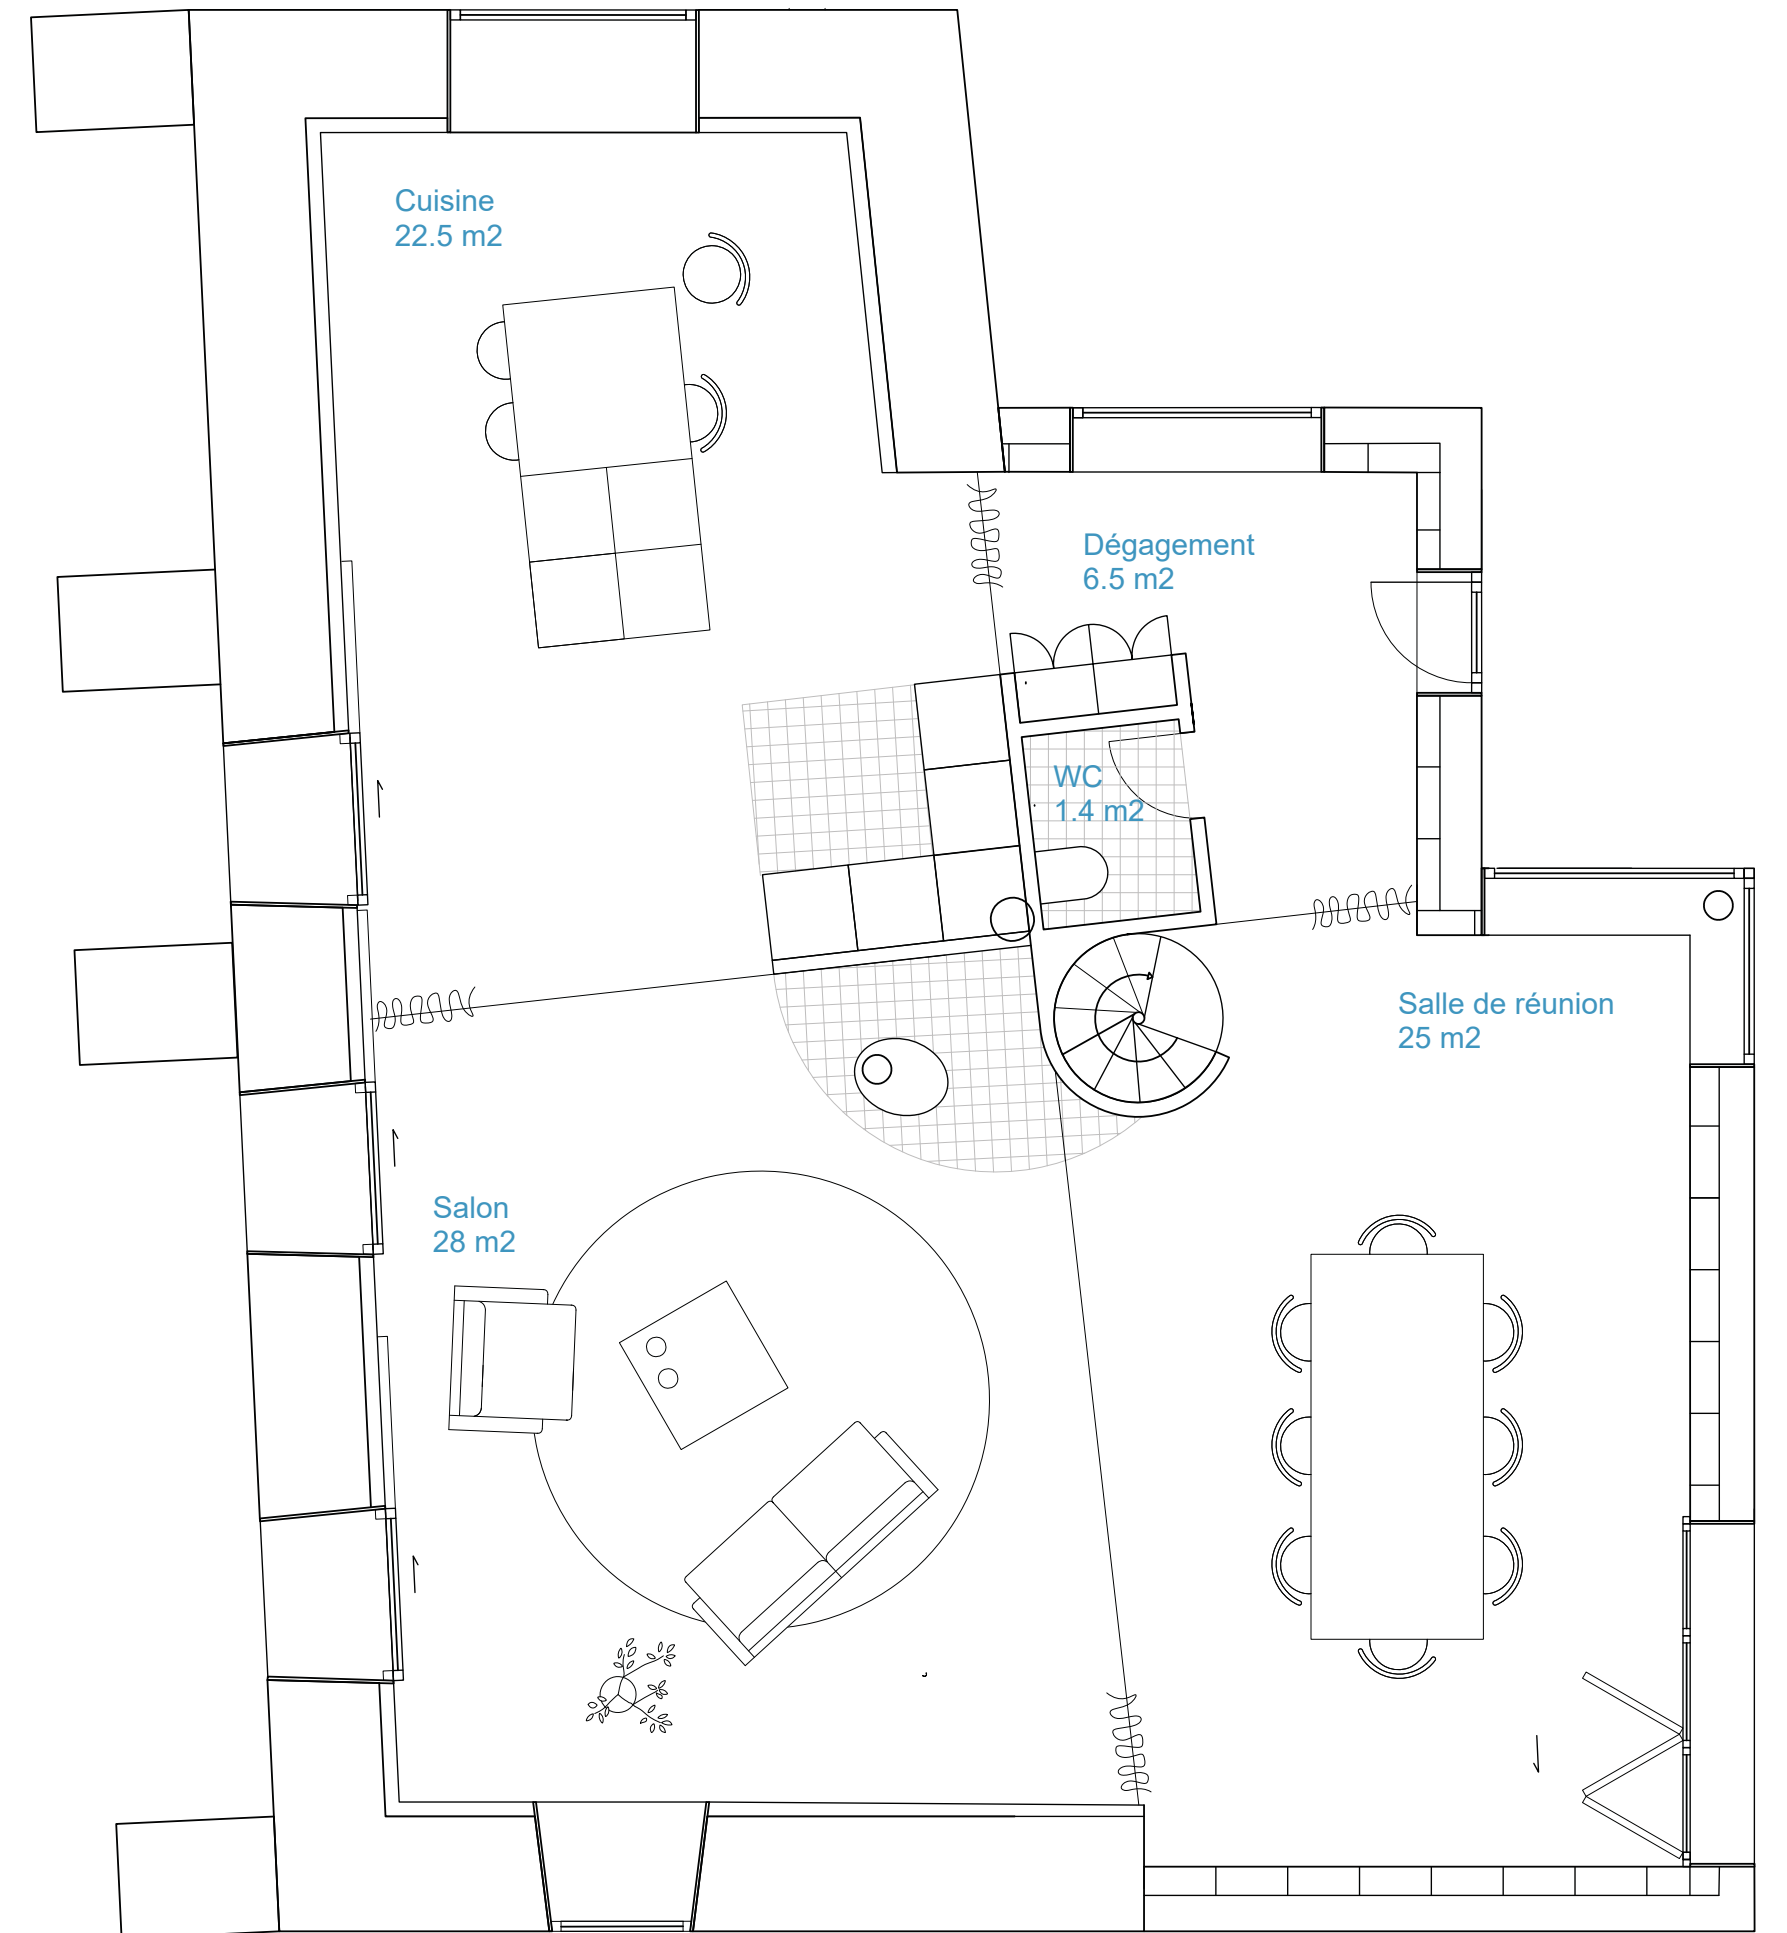 Cuisine
22.5 m2
Dégagement
6.5 m2
WC
1.4 m2
Salle de réunion
25 m2
Salon
28 m2